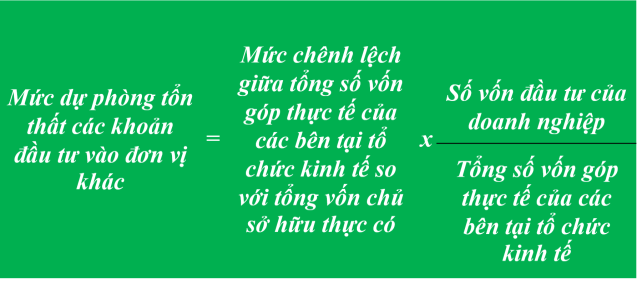 Mức dự phòng tổn
thất các khoản
đầu tư vào đơn vị
khác
=
Mức chênh lệch
giữa tổng số vốn
góp thực tế của
các bên tại tổ
chức kinh tế so
với tổng vốn chủ
sở hữu thực có
x
Số vốn đầu tư của
doanh nghiệp
Tổng số vốn góp
thực tế của các
bên tại tổ chức
kinh tế